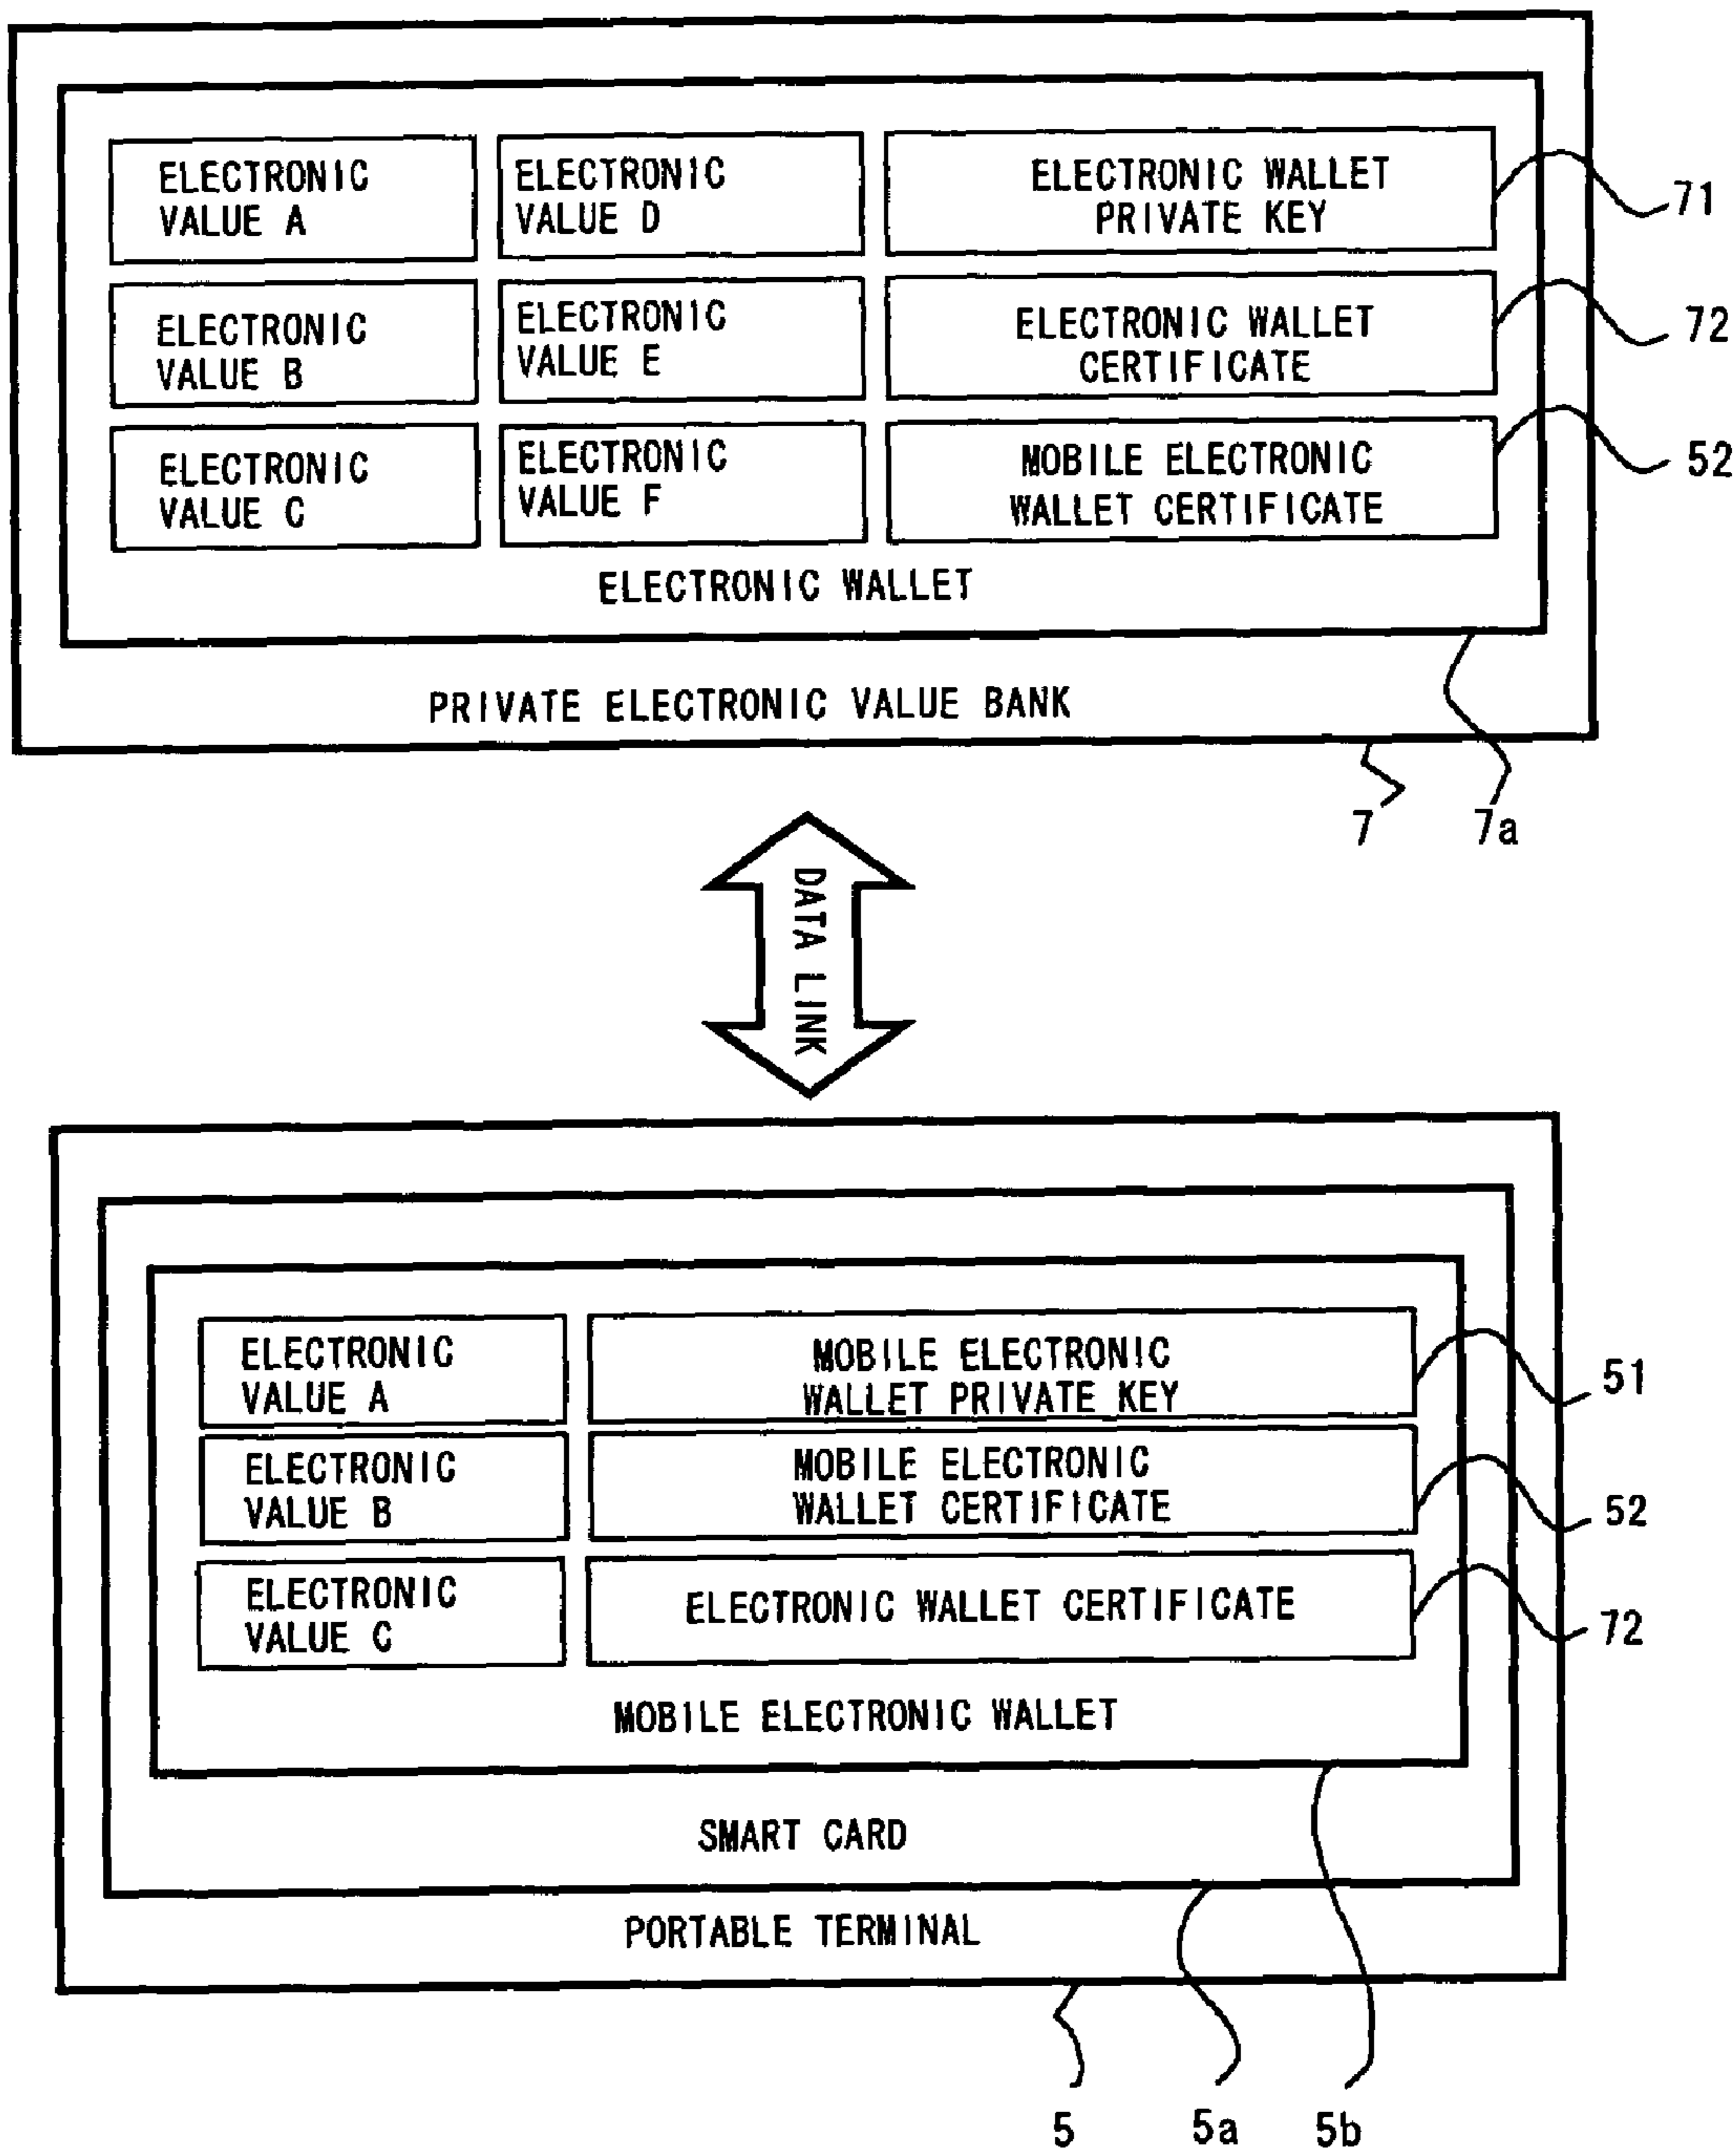 ELECTRONIC
VALUE A
ELECTRONIC
VALUE D
ELECTRONIC WALLET
PRIVATE KEY
71
ELECTRONIC
VALUE B
ELECTRONIC
VALUE E
ELECTRONIC WALLET
CERTIFICATE
72
ELECTRONIC
VALUE C
ELECTRONIC
VALUE F
MOBILE ELECTRONIC
WALLET CERTIFICATE
52
ELECTRONIC WALLET
PRIVATE ELECTRONIC VALUE BANK
7
7a
DATA LINK
ELECTRONIC
VALUE A
MOBILE ELECTRONIC
WALLET PRIVATE KEY
51
ELECTRONIC
VALUE B
MOBILE ELECTRONIC
WALLET CERTIFICATE
52
ELECTRONIC
VALUE C
ELECTRONIC WALLET CERTIFICATE
72
MOBILE ELECTRONIC WALLET
SMART CARD
PORTABLE TERMINAL
5
5a
5b